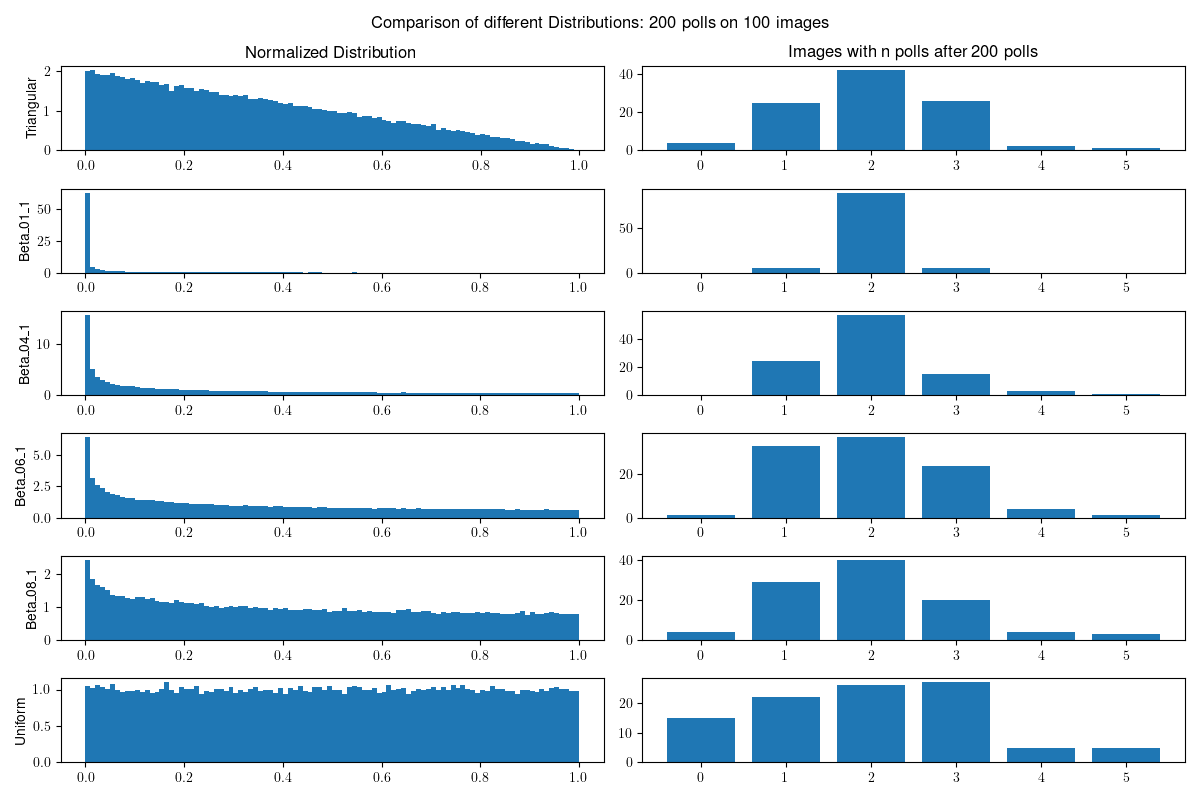 Comparison of different Distributions: 200 polls on 100 images
Normalized Distribution
Images with n polls after 200 polls
Triangular
2
1
0
0.0 0.2 0.4 0.6 0.8 1.0
40
20
0
0 1 2 3 4 5
Beta_01_1
50
25
0
0.0 0.2 0.4 0.6 0.8 1.0
50
0
0 1 2 3 4 5
Beta_04_1
10
0
0.0 0.2 0.4 0.6 0.8 1.0
40
20
0
0 1 2 3 4 5
Beta_06_1
5.0
2.5
0.0
0.0 0.2 0.4 0.6 0.8 1.0
20
0
0 1 2 3 4 5
Beta_08_1
2
1
0
0.0 0.2 0.4 0.6 0.8 1.0
40
20
0
0 1 2 3 4 5
Uniform
1.0
0.5
0.0
0.0 0.2 0.4 0.6 0.8 1.0
20
10
0
0 1 2 3 4 5